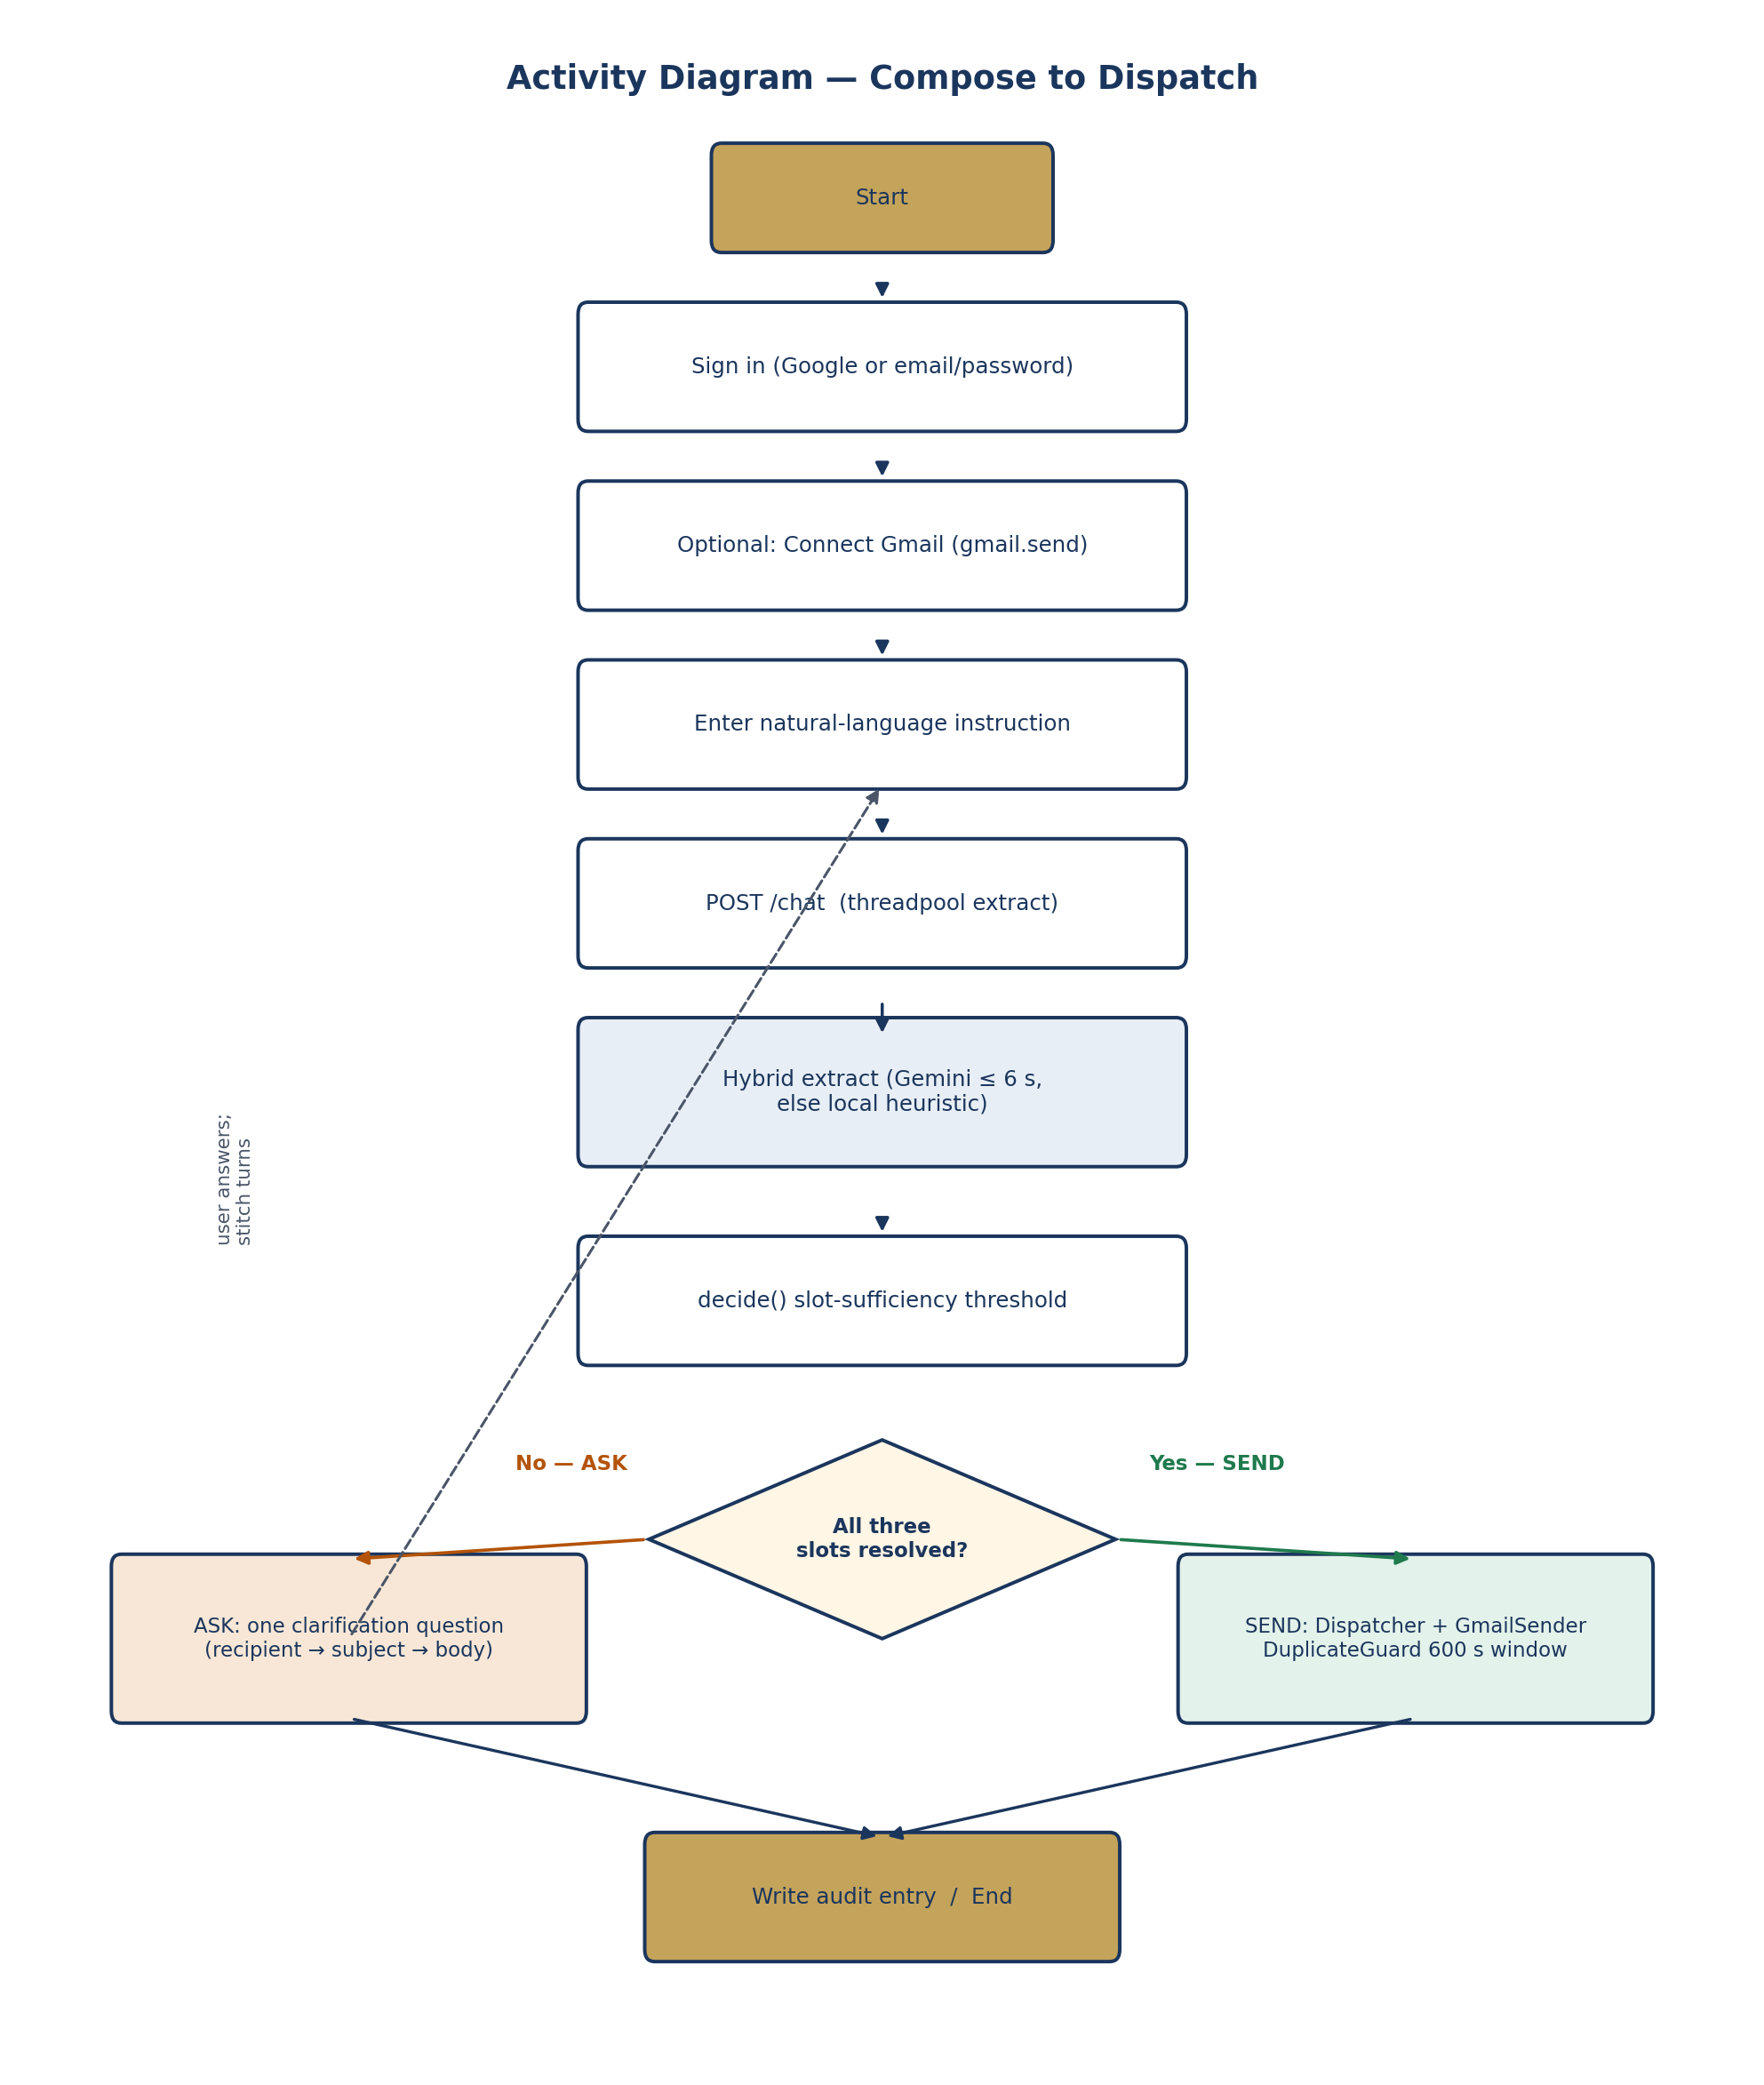 Activity Diagram — Compose to Dispatch
Start
Sign in (Google or email/password)
Optional: Connect Gmail (gmail.send)
Enter natural-language instruction
POST /chat  (threadpool extract)
Hybrid extract (Gemini ≤ 6 s,
else local heuristic)
user answers;
stitch turns
decide() slot-sufficiency threshold
No — ASK
Yes — SEND
All three
slots resolved?
ASK: one clarification question
(recipient → subject → body)
SEND: Dispatcher + GmailSender
DuplicateGuard 600 s window
Write audit entry  /  End